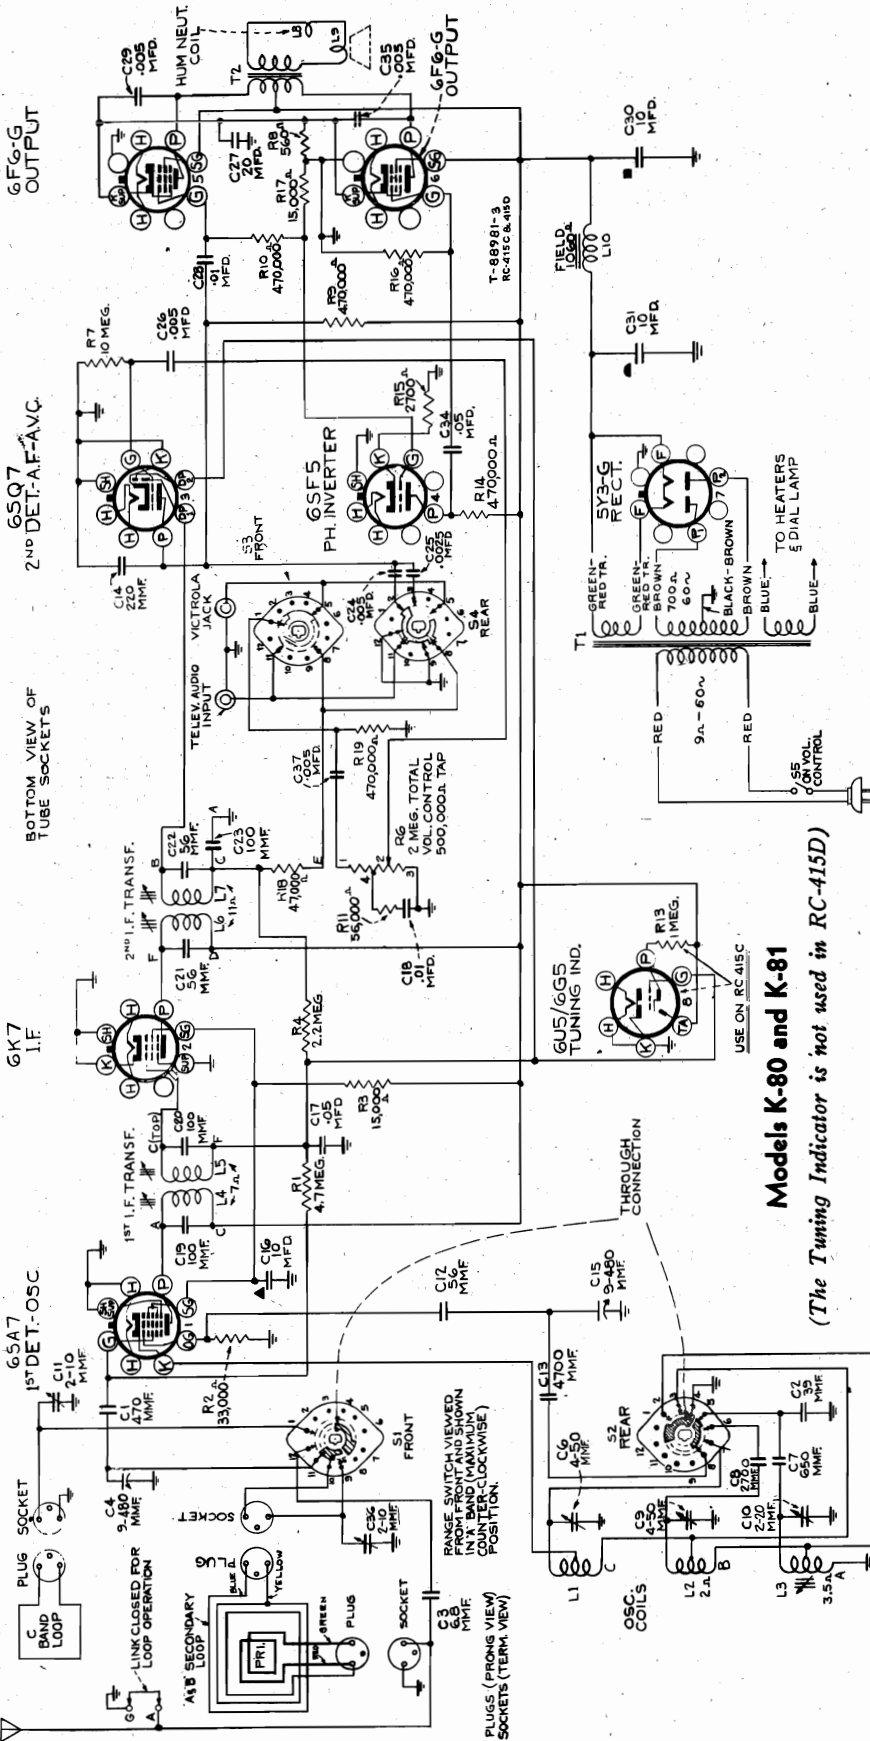 6F6-G
OUTPUT
C29
.005
MFD.
HUM NEUT.
COIL
L8
L9
T2
C35
.005
MFD.
6F6-G
OUTPUT
C27
20
MFD.
R8
560Ω
R17
15,000Ω
C28
.01
MFD.
R10
470,000Ω
R9
470,000Ω
R16
470,000Ω
T-88981-3
RC-415C & 415D
C30
10
MFD.
FIELD
1060Ω
L10
C31
10
MFD.
6SQ7
2ND DET.-A.F.-A.V.C.
R7
10 MEG.
C26
.005
MFD.
C14
220
MMF.
6SF5
PH. INVERTER
R15
2700Ω
C34
.05
MFD.
R14
470,000Ω
S3
FRONT
VICTROLA
JACK
TELEV. AUDIO
INPUT
C24
.005
MFD.
C25
.0025
MFD
S4
REAR
5Y3-G
RECT.
GREEN-
RED TR.
GREEN-
RED TR.
BROWN
700Ω
60~
BLACK-BROWN
BROWN
BLUE
TO HEATERS
& DIAL LAMP
BLUE
T1
RED
9Ω-60~
RED
S5
ON VOL.
CONTROL
BOTTOM VIEW OF
TUBE SOCKETS
2ND I.F. TRANSF.
C22
56
MMF.
C23
100
MMF.
L7
11Ω
L6
C21
56
MMF.
R18
47,000Ω
C37
.005
MFD.
R19
470,000Ω
R6
2 MEG. TOTAL
VOL. CONTROL
500,000Ω TAP
R11
56,000Ω
C18
.01
MFD.
6K7
I.F.
R4
2.2 MEG.
R3
15,000Ω
C17
.05
MFD
6U5/6G5
TUNING IND.
R13
1 MEG.
USE ON RC 415C
1ST I.F. TRANSF.
C (TOP)
C20
100
MMF.
L5
L4
7Ω
C19
100
MMF.
R1
4.7 MEG.
C16
10
MFD.
6SA7
1ST DET.-OSC.
C11
2-10
MMF.
C1
470
MMF.
R2
33,000Ω
C4
9-480
MMF.
C12
56
MMF.
C15
9-480
MMF.
C13
4700
MMF.
THROUGH
CONNECTION
S1
FRONT
RANGE SWITCH VIEWED
FROM FRONT AND SHOWN
IN "A" BAND (MAXIMUM
COUNTER-CLOCKWISE)
POSITION.
C36
2-10
MMF.
S2
REAR
C6
4-50
MMF.
C9
4-50
MMF.
C10
2-20
MMF.
C8
2700
MMF.
C7
650
MMF.
C2
39
MMF.
L1
L2
2Ω
L3
3.5Ω
OSC.
COILS
PLUG SOCKET
C
BAND
LOOP
LINK CLOSED FOR
LOOP OPERATION
G
A
SOCKET
PLUG
BLUE
YELLOW
A & B SECONDARY
LOOP
PRI.
RED
GREEN
PLUG
SOCKET
C3
6.8
MMF.
PLUGS (PRONG VIEW)
SOCKETS (TERM. VIEW)
Models K-80 and K-81
(The Tuning Indicator is not used in RC-415D)